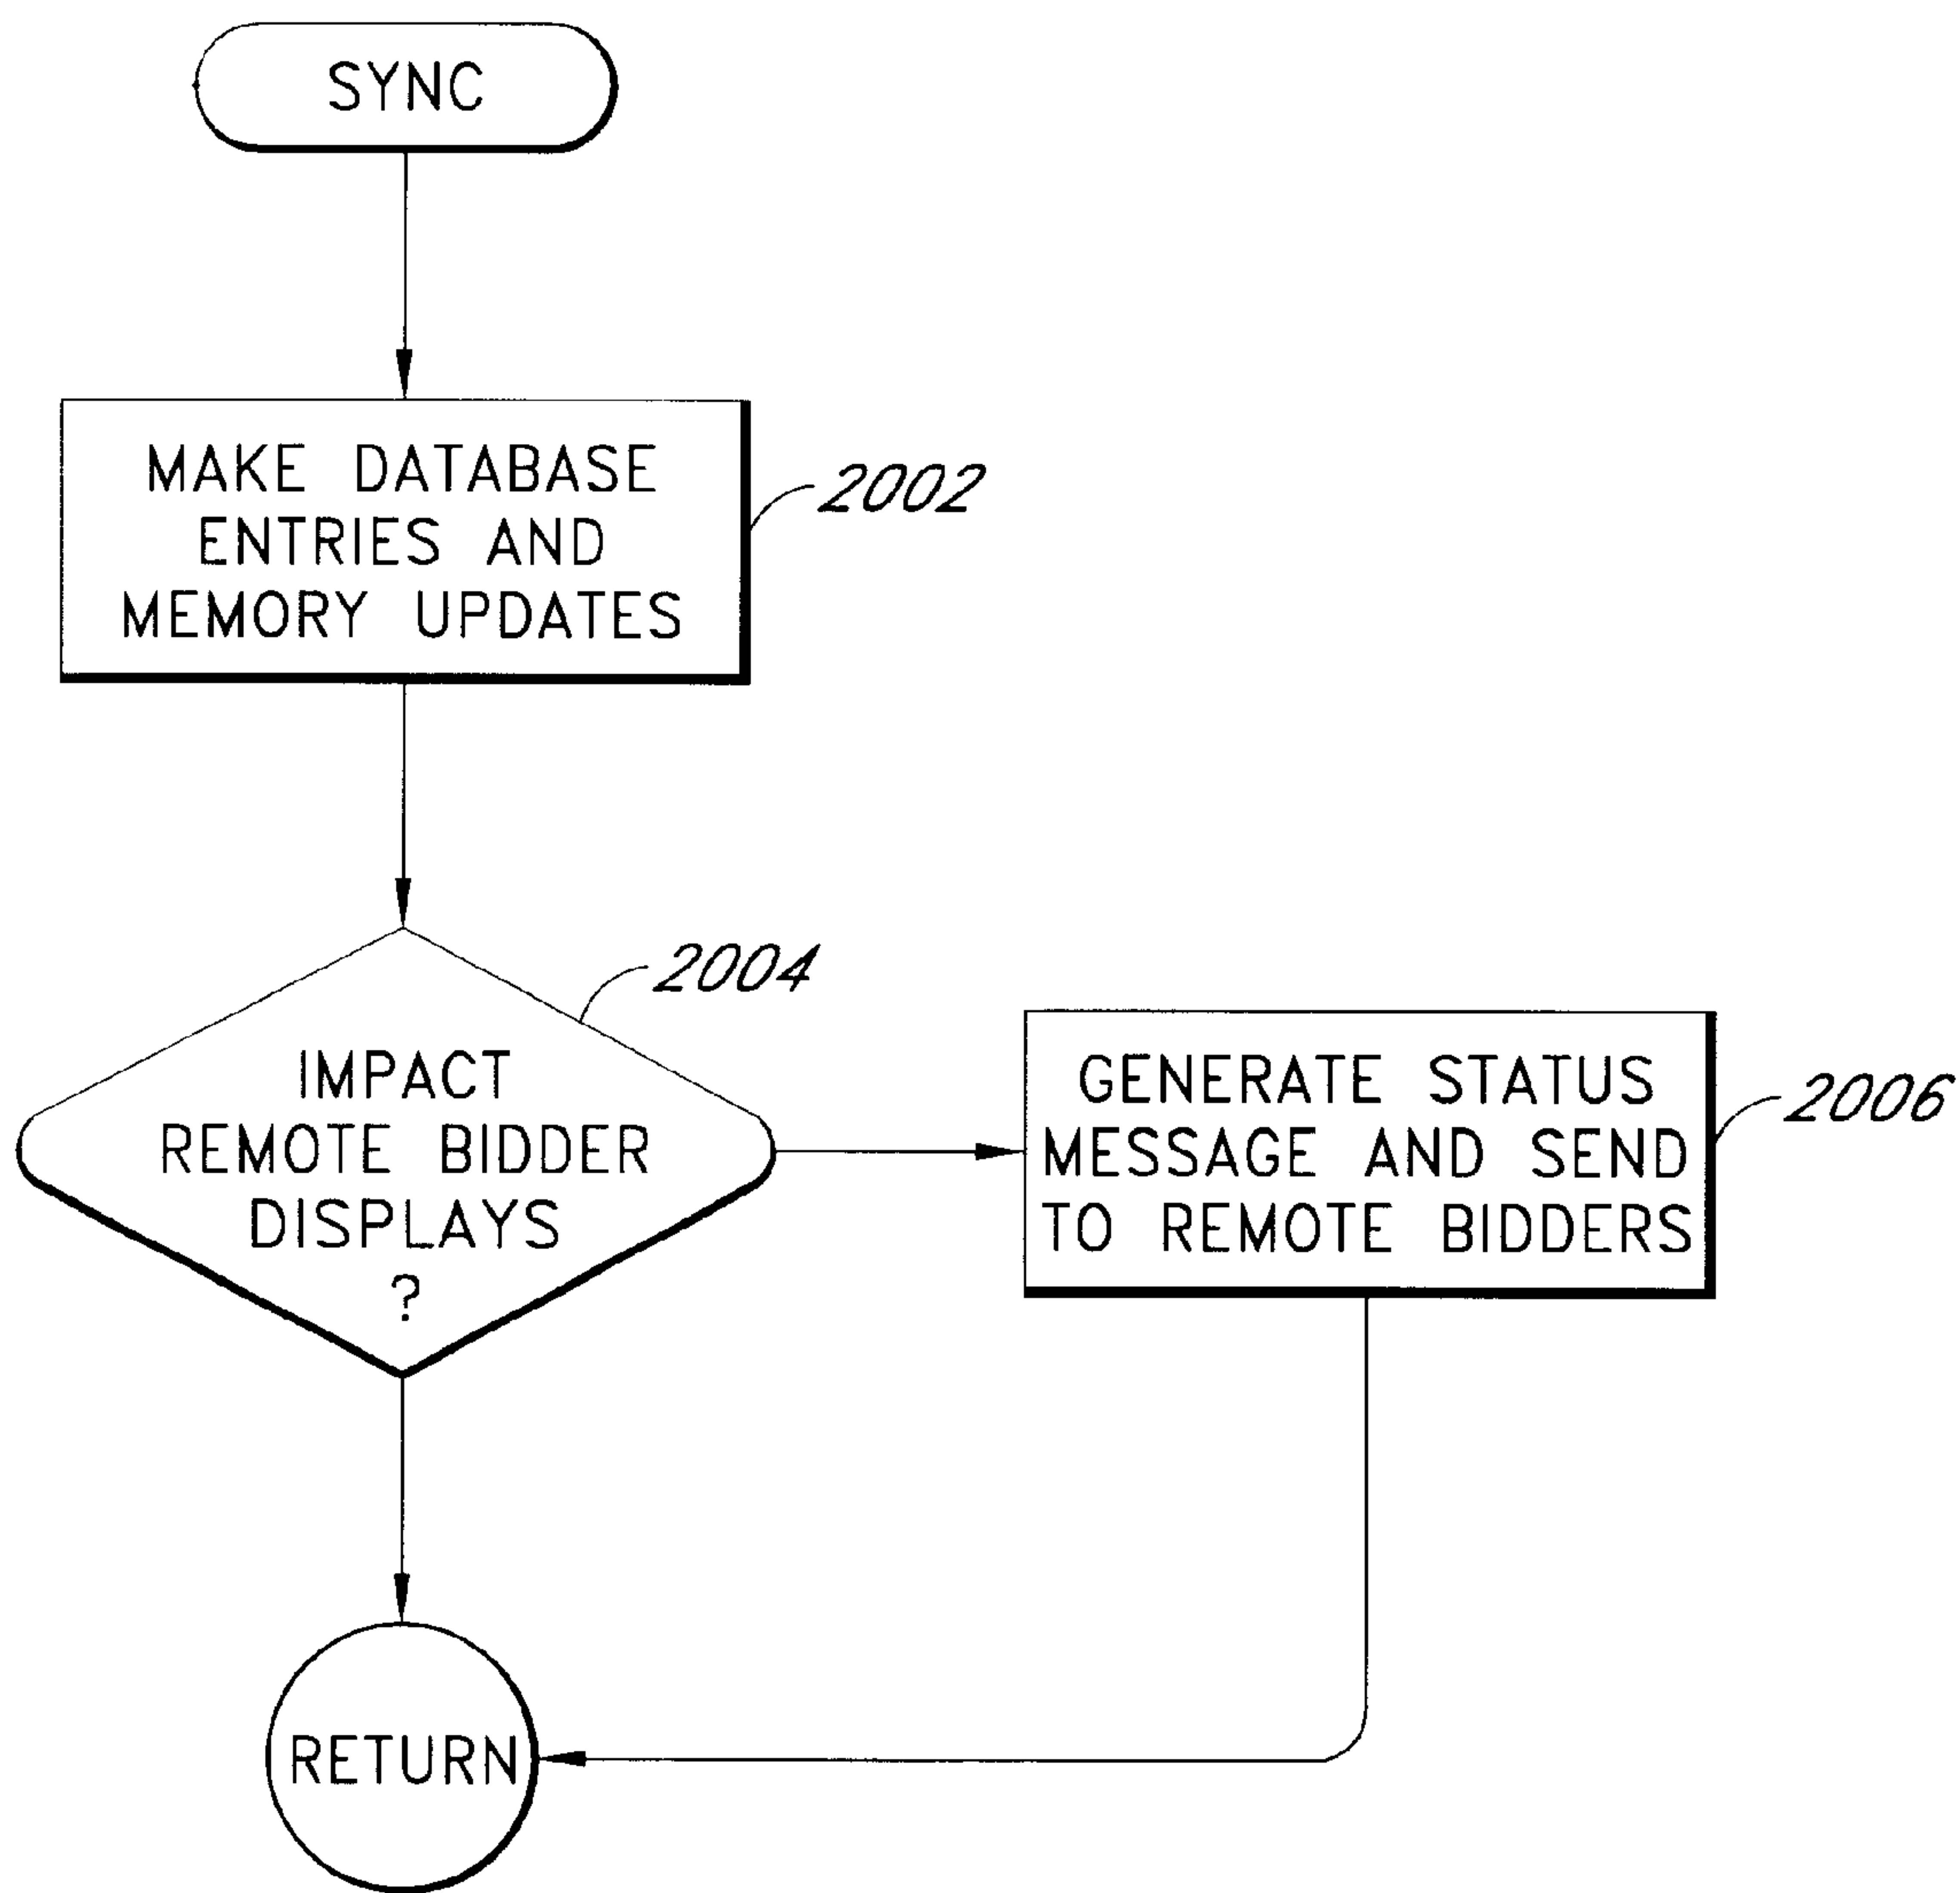 SYNC
MAKE DATABASE
ENTRIES AND
MEMORY UPDATES
2002
2004
IMPACT
REMOTE BIDDER
DISPLAYS
?
GENERATE STATUS
MESSAGE AND SEND
TO REMOTE BIDDERS
2006
RETURN